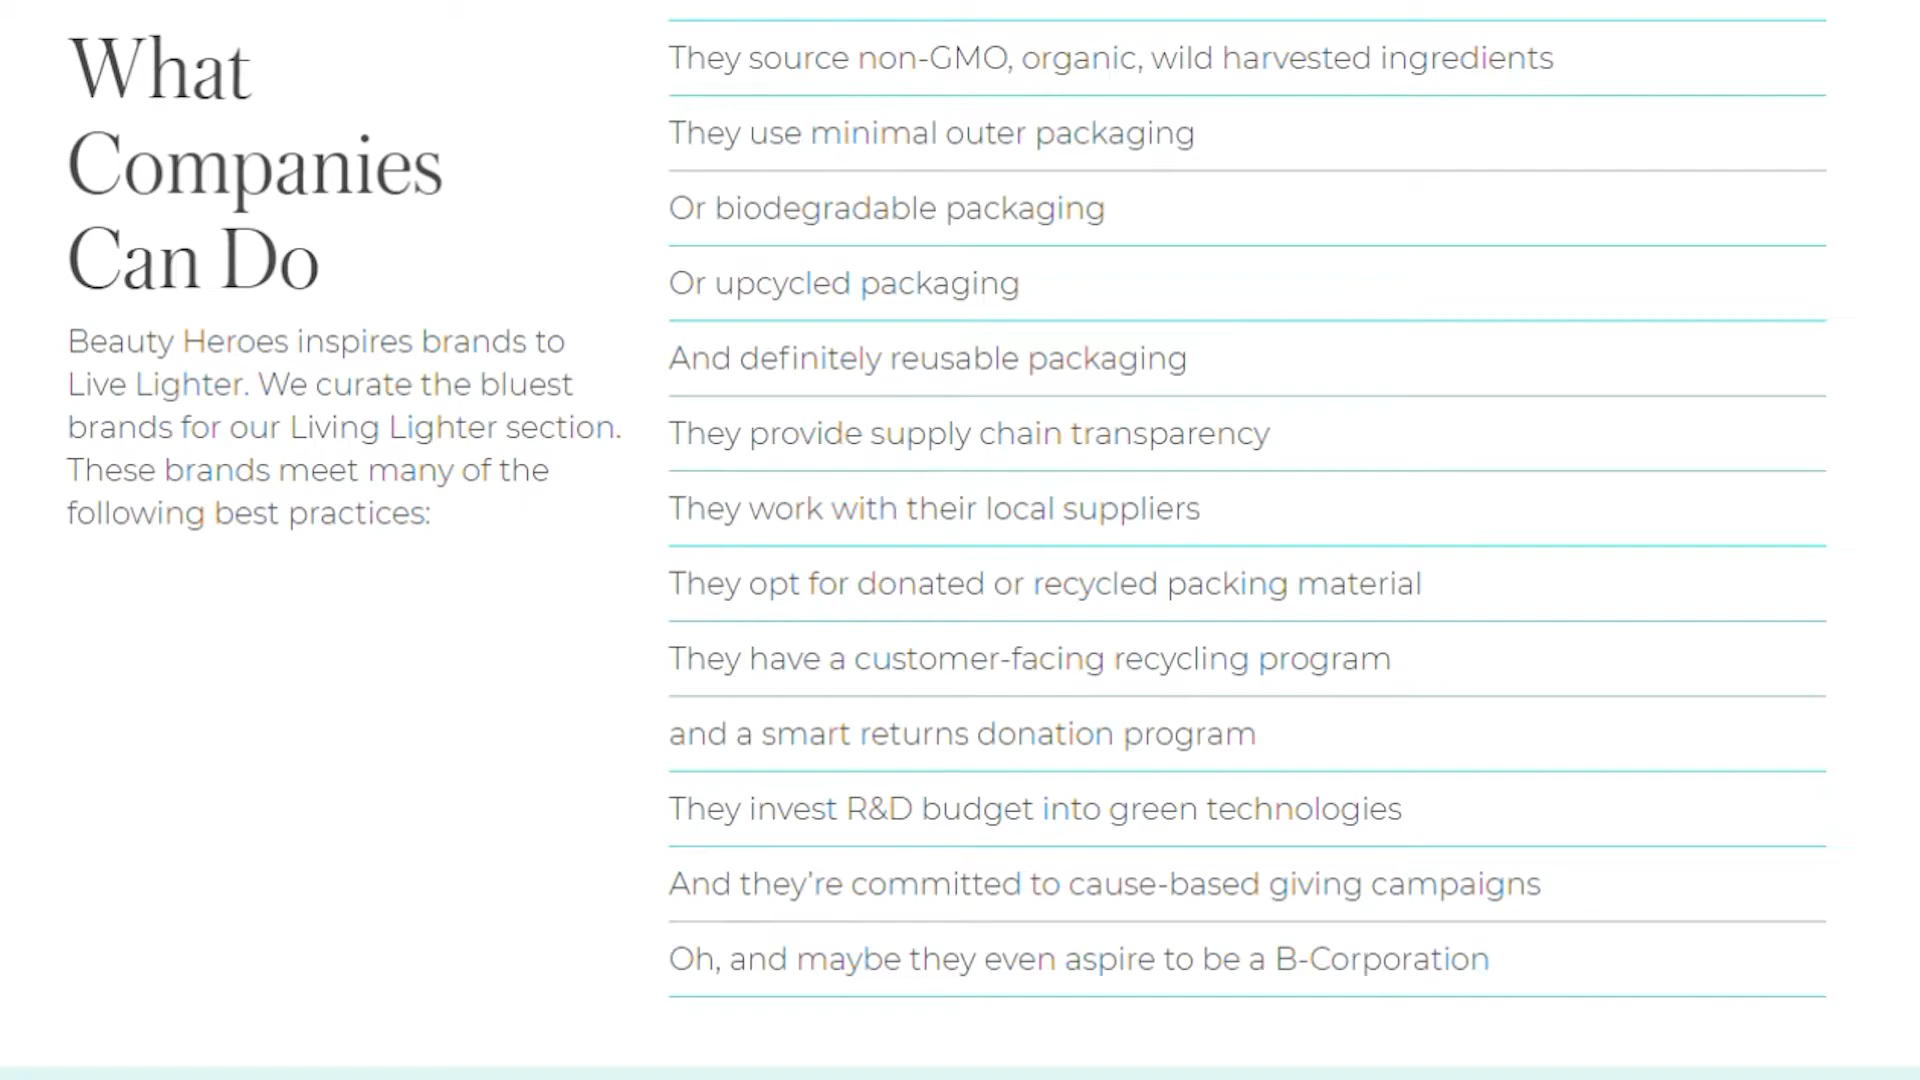 What
Companies
Can Do
Beauty Heroes inspires brands to
Live Lighter. We curate the bluest
brands for our Living Lighter section.
These brands meet many of the
following best practices:
They source non-GMO, organic, wild harvested ingredients
They use minimal outer packaging
Or biodegradable packaging
Or upcycled packaging
And definitely reusable packaging
They provide supply chain transparency
They work with their local suppliers
They opt for donated or recycled packing material
They have a customer-facing recycling program
and a smart returns donation program
They invest R&D budget into green technologies
And they're committed to cause-based giving campaigns
Oh, and maybe they even aspire to be a B-Corporation